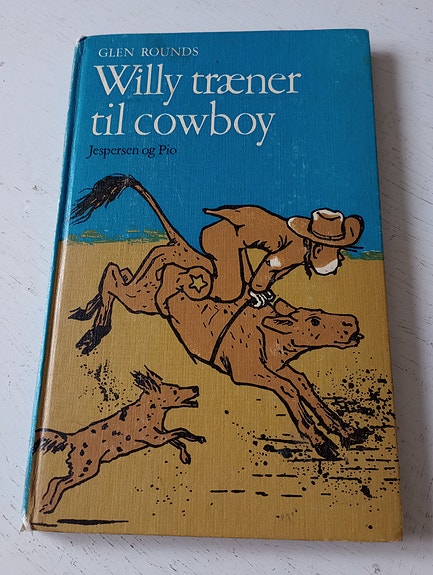 GLEN ROUNDS
Willy træner
til cowboy
Jespersen og Pio